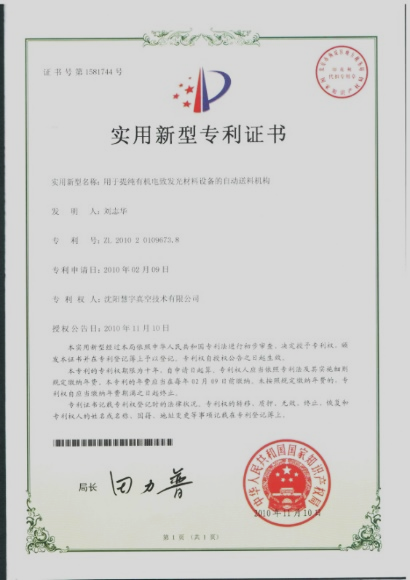 证书号第1581744号
实用新型专利证书
实用新型名称：用于提纯有机电致发光材料设备的自动送料机构
发明人：刘志华
专利号：ZL 2010 2 0109673.8
专利申请日：2010年02月09日
专利权人：沈阳慧宇真空技术有限公司
授权公告日：2010年11月10日
本实用新型经过本局依照中华人民共和国专利法进行初步审查，决定授予专利权，颁
发本证书并在专利登记簿上予以登记。专利权自授权公告之日起生效。
本专利的专利权期限为十年，自申请日起算。专利权人应当依照专利法及其实施细则
规定缴纳年费。本专利的年费应当在每年02月09日前缴纳。未按照规定缴纳年费的，专
利权自应当缴纳年费期满之日起终止。
专利证书记载专利权登记时的法律状况。专利权的转移、质押、无效、终止、恢复和
专利权人的姓名或名称、国籍、地址变更等事项记载在专利登记簿上。
局长 田力普
中华人民共和国国家知识产权局
2010年11月10日
第1页（共1页）